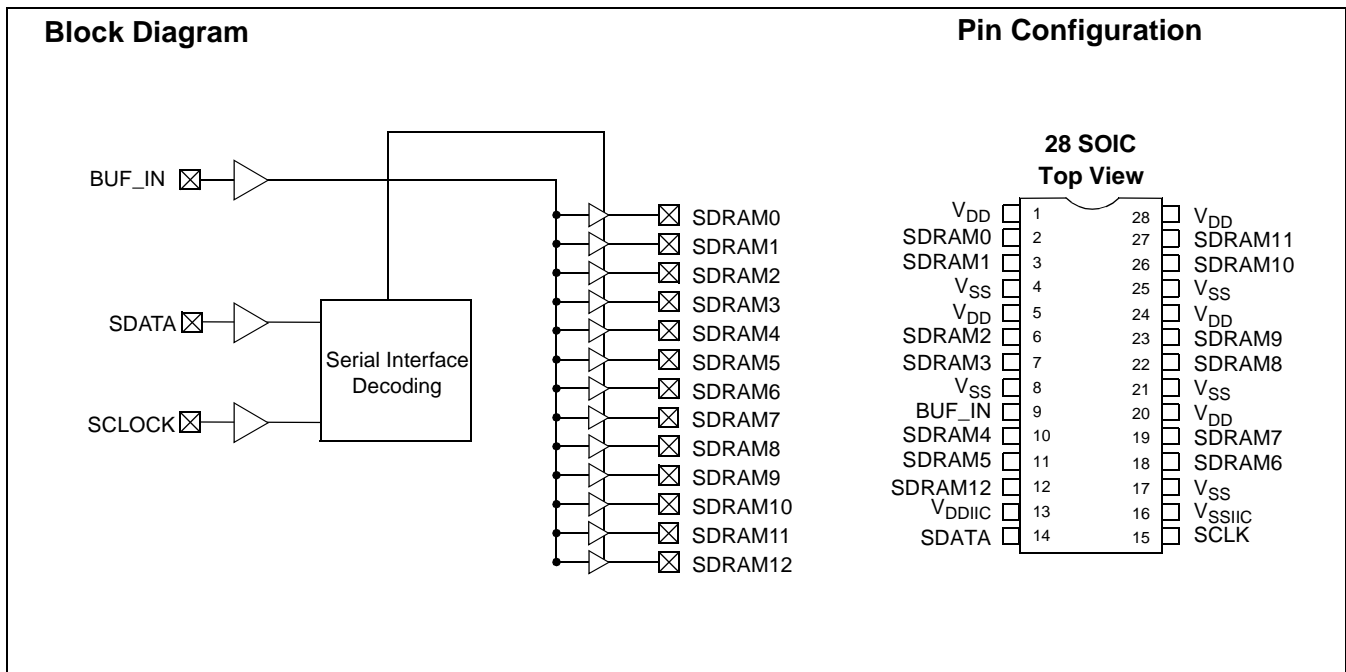 Block Diagram
BUF_IN
SDATA
SCLOCK
Serial Interface
Decoding
SDRAM0
SDRAM1
SDRAM2
SDRAM3
SDRAM4
SDRAM5
SDRAM6
SDRAM7
SDRAM8
SDRAM9
SDRAM10
SDRAM11
SDRAM12
Pin Configuration
28 SOIC
Top View
VDD 1 28 VDD
SDRAM0 2 27 SDRAM11
SDRAM1 3 26 SDRAM10
VSS 4 25 VSS
VDD 5 24 VDD
SDRAM2 6 23 SDRAM9
SDRAM3 7 22 SDRAM8
VSS 8 21 VSS
BUF_IN 9 20 VDD
SDRAM4 10 19 SDRAM7
SDRAM5 11 18 SDRAM6
SDRAM12 12 17 VSS
VDDIIC 13 16 VSSIIC
SDATA 14 15 SCLK